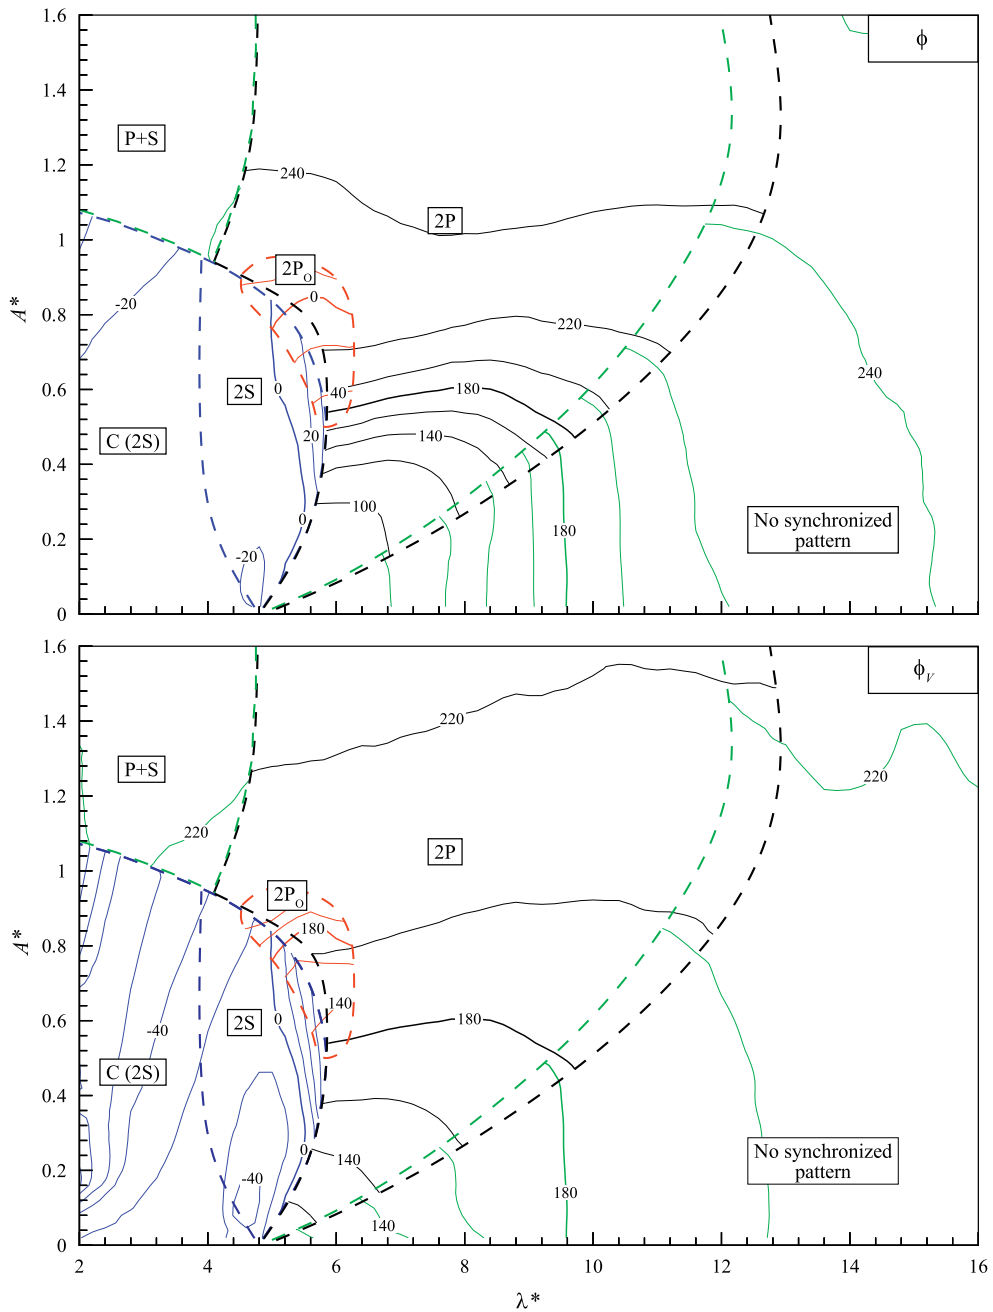 1.6
ϕ
P+S
1.4
1.2
240
2P
1
2P_O
-20
0
A*
0.8
220
240
0.6
2S
0
40
180
C (2S)
20
140
0.4
100
0
180
No synchronized
pattern
0.2
-20
0
1.6
ϕ_V
220
1.4
P+S
220
1.2
220
2P
1
2P_O
180
A*
0.8
140
0.6
-40
2S
0
180
C (2S)
0.4
0
140
No synchronized
pattern
0.2
-40
180
140
0
2
4
6
8
10
12
14
16
λ*